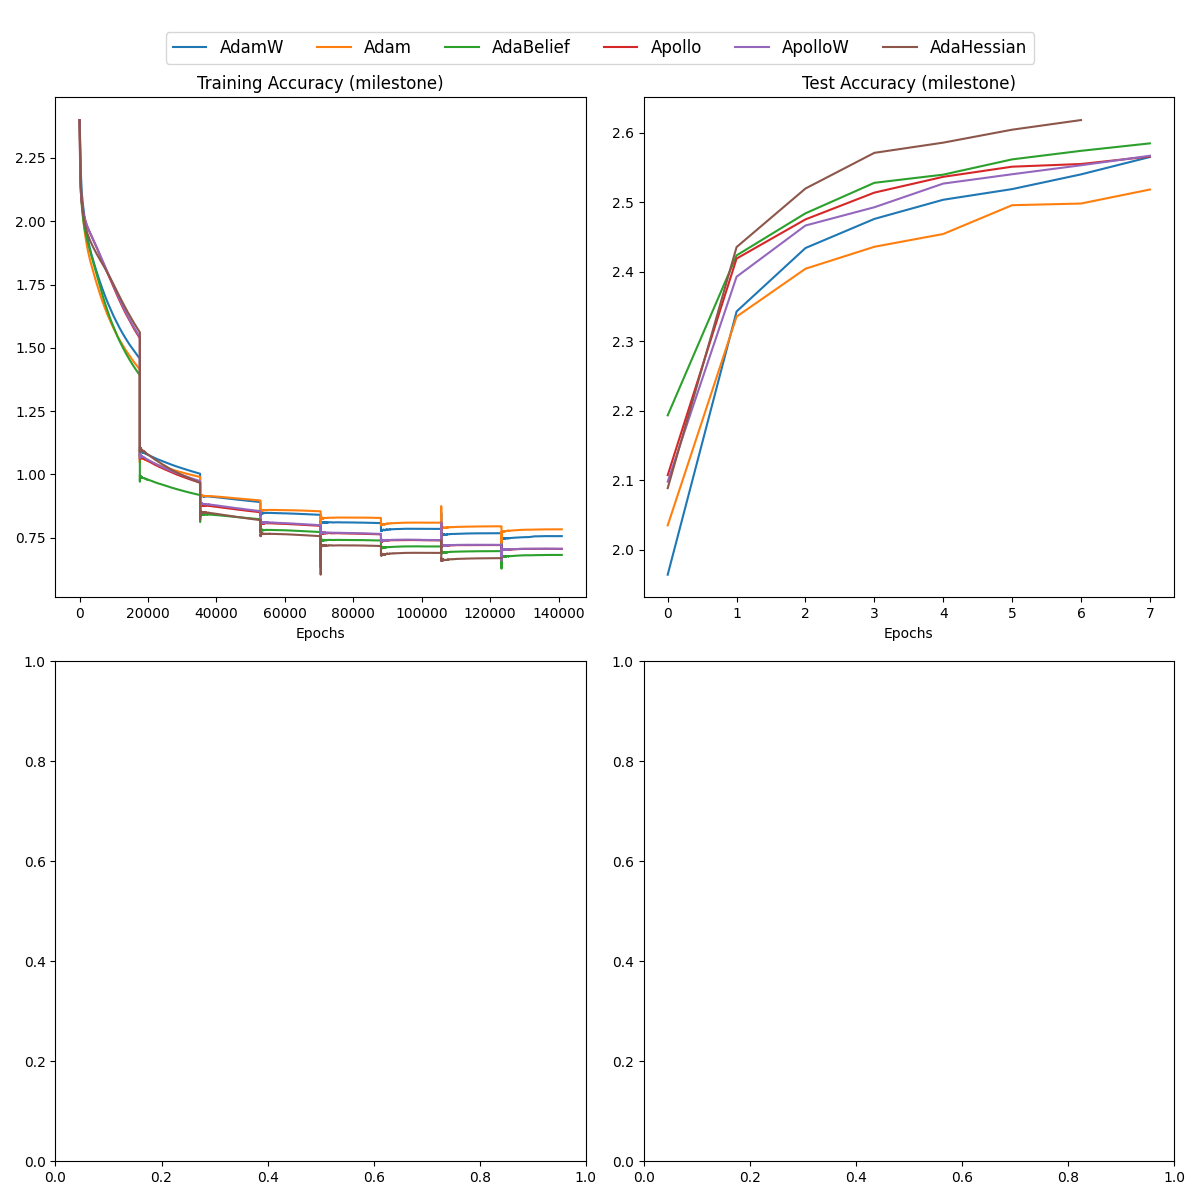 AdamW Adam AdaBelief Apollo ApolloW AdaHessian
Training Accuracy (milestone)
2.25
2.00
1.75
1.50
1.25
1.00
0.75
0 20000 40000 60000 80000 100000 120000 140000
Epochs
Test Accuracy (milestone)
2.6
2.5
2.4
2.3
2.2
2.1
2.0
0 1 2 3 4 5 6 7
Epochs
1.0
0.8
0.6
0.4
0.2
0.0
0.0 0.2 0.4 0.6 0.8 1.0
1.0
0.8
0.6
0.4
0.2
0.0
0.0 0.2 0.4 0.6 0.8 1.0